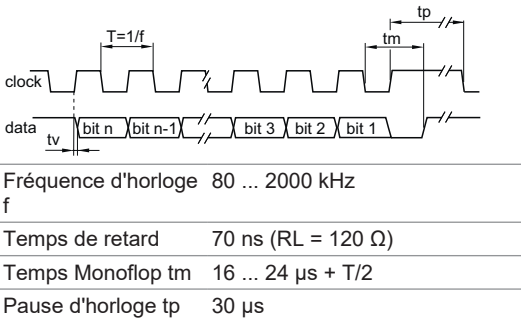 tp
T=1/f
tm
clock
data
tv
bit n
bit n-1
bit 3
bit 2
bit 1
Fréquence d'horloge 80 ... 2000 kHz
f
Temps de retard 70 ns (RL = 120 Ω)
Temps Monoflop tm 16 ... 24 µs + T/2
Pause d'horloge tp 30 µs